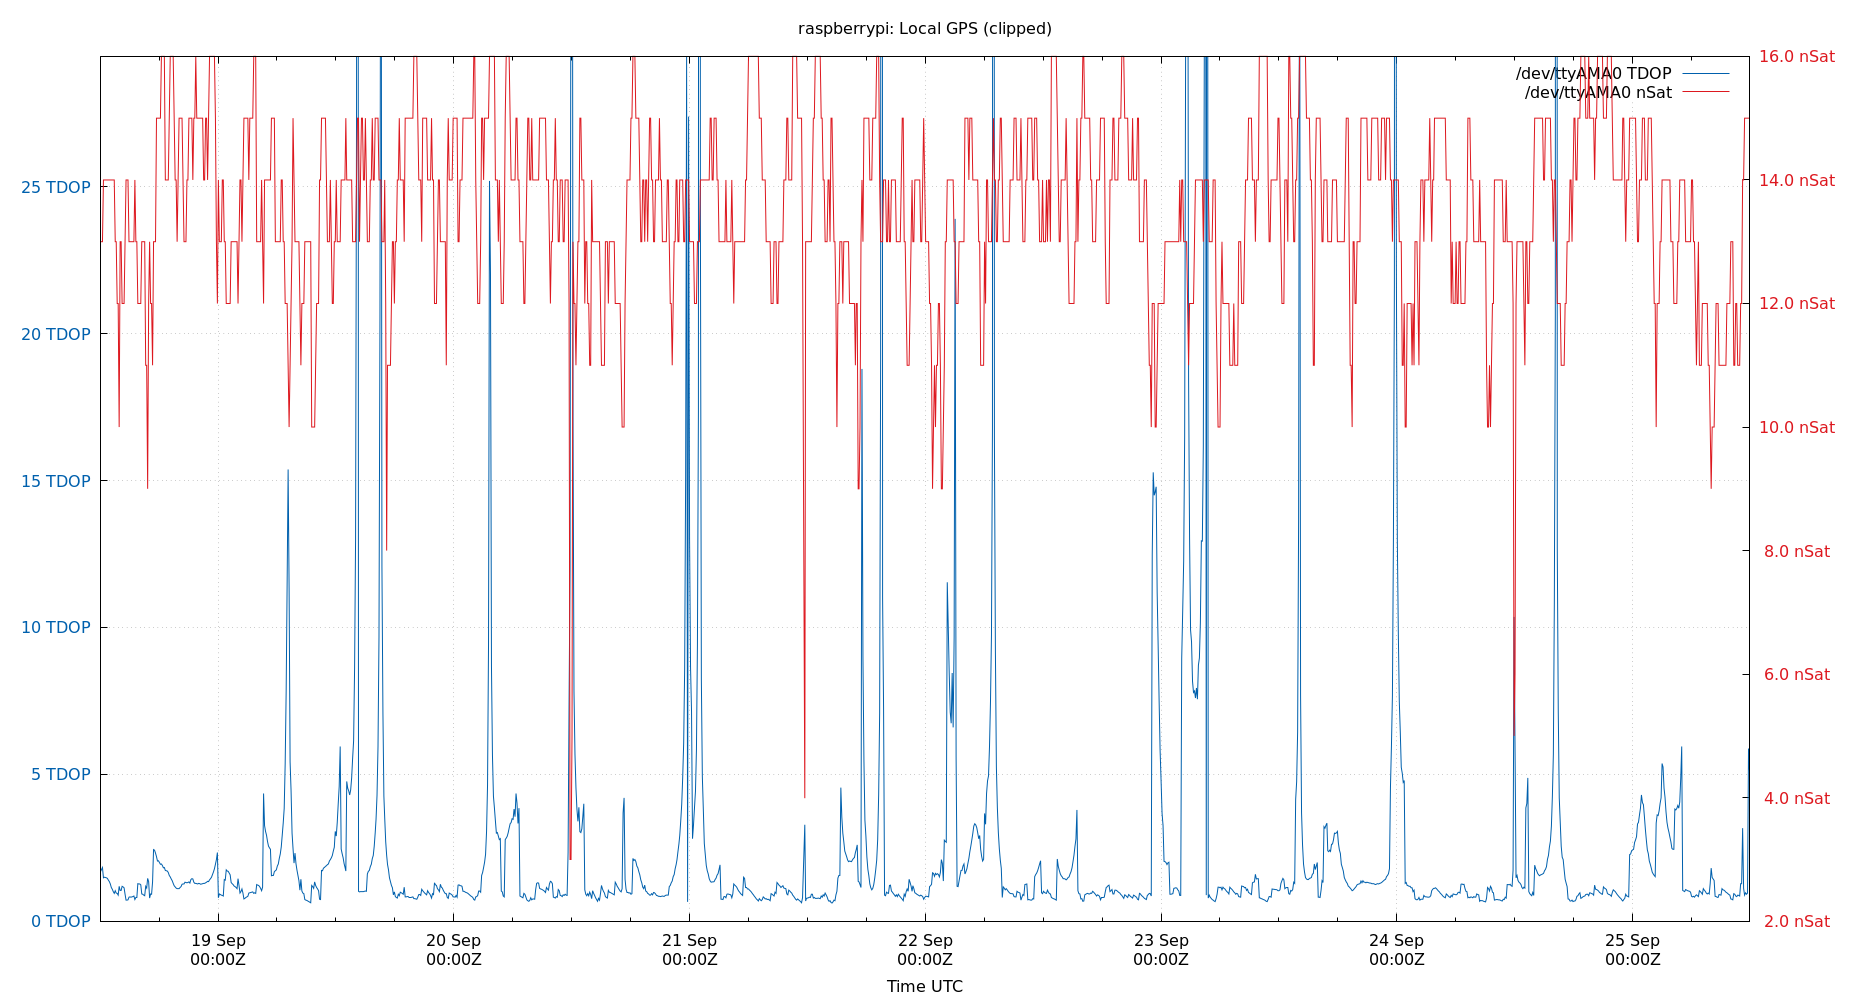 raspberrypi: Local GPS (clipped)
16.0 nSat
/dev/ttyAMA0 TDOP
/dev/ttyAMA0 nSat
25 TDOP
14.0 nSat
20 TDOP
12.0 nSat
15 TDOP
10.0 nSat
8.0 nSat
10 TDOP
6.0 nSat
5 TDOP
4.0 nSat
0 TDOP
2.0 nSat
19 Sep 20 Sep 21 Sep 22 Sep 23 Sep 24 Sep 25 Sep
00:00Z 00:00Z 00:00Z 00:00Z 00:00Z 00:00Z 00:00Z
Time UTC